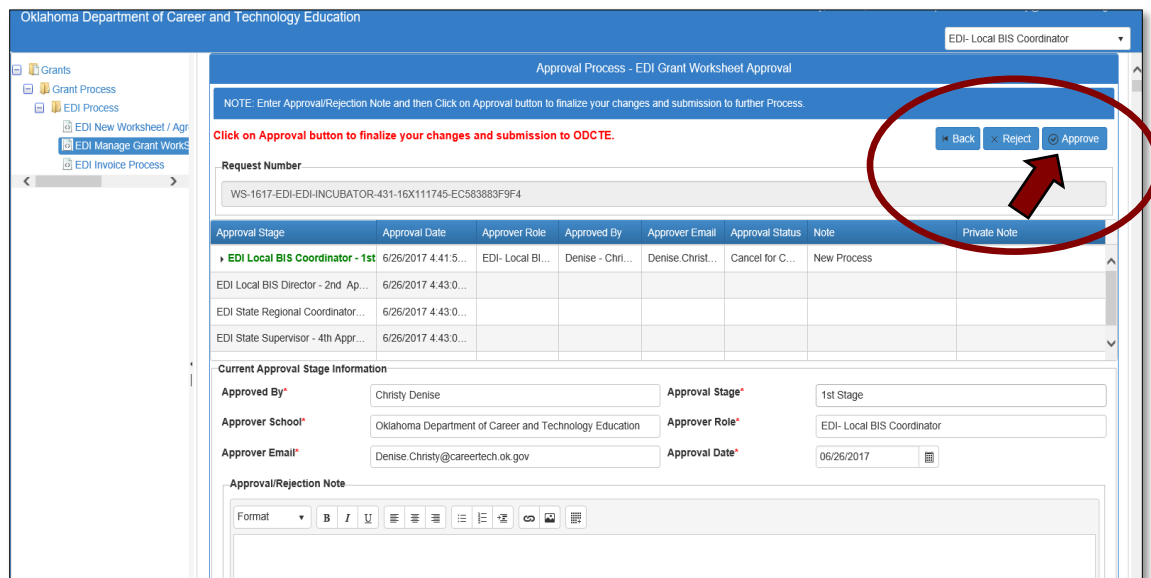 Oklahoma Department of Career and Technology Education
EDI- Local BIS Coordinator
Grants
Grant Process
EDI Process
EDI New Worksheet / Agr
EDI Manage Grant WorkS
EDI Invoice Process
Approval Process - EDI Grant Worksheet Approval
NOTE: Enter Approval/Rejection Note and then Click on Approval button to finalize your changes and submission to further Process.
Click on Approval button to finalize your changes and submission to ODCTE.
Back Reject Approve
Request Number
WS-1617-EDI-EDI-INCUBATOR-431-16X111745-EC583883F9F4
Approval Stage Approval Date Approver Role Approved By Approver Email Approval Status Note Private Note
EDI Local BIS Coordinator - 1st 6/26/2017 4:41:5... EDI- Local BI... Denise - Chri... Denise.Christ... Cancel for C... New Process
EDI Local BIS Director - 2nd Ap... 6/26/2017 4:43:0...
EDI State Regional Coordinator... 6/26/2017 4:43:0...
EDI State Supervisor - 4th Appr... 6/26/2017 4:43:0...
Current Approval Stage Information
Approved By* Christy Denise Approval Stage* 1st Stage
Approver School* Oklahoma Department of Career and Technology Education Approver Role* EDI- Local BIS Coordinator
Approver Email* Denise.Christy@careertech.ok.gov Approval Date* 06/26/2017
Approval/Rejection Note
Format B I U